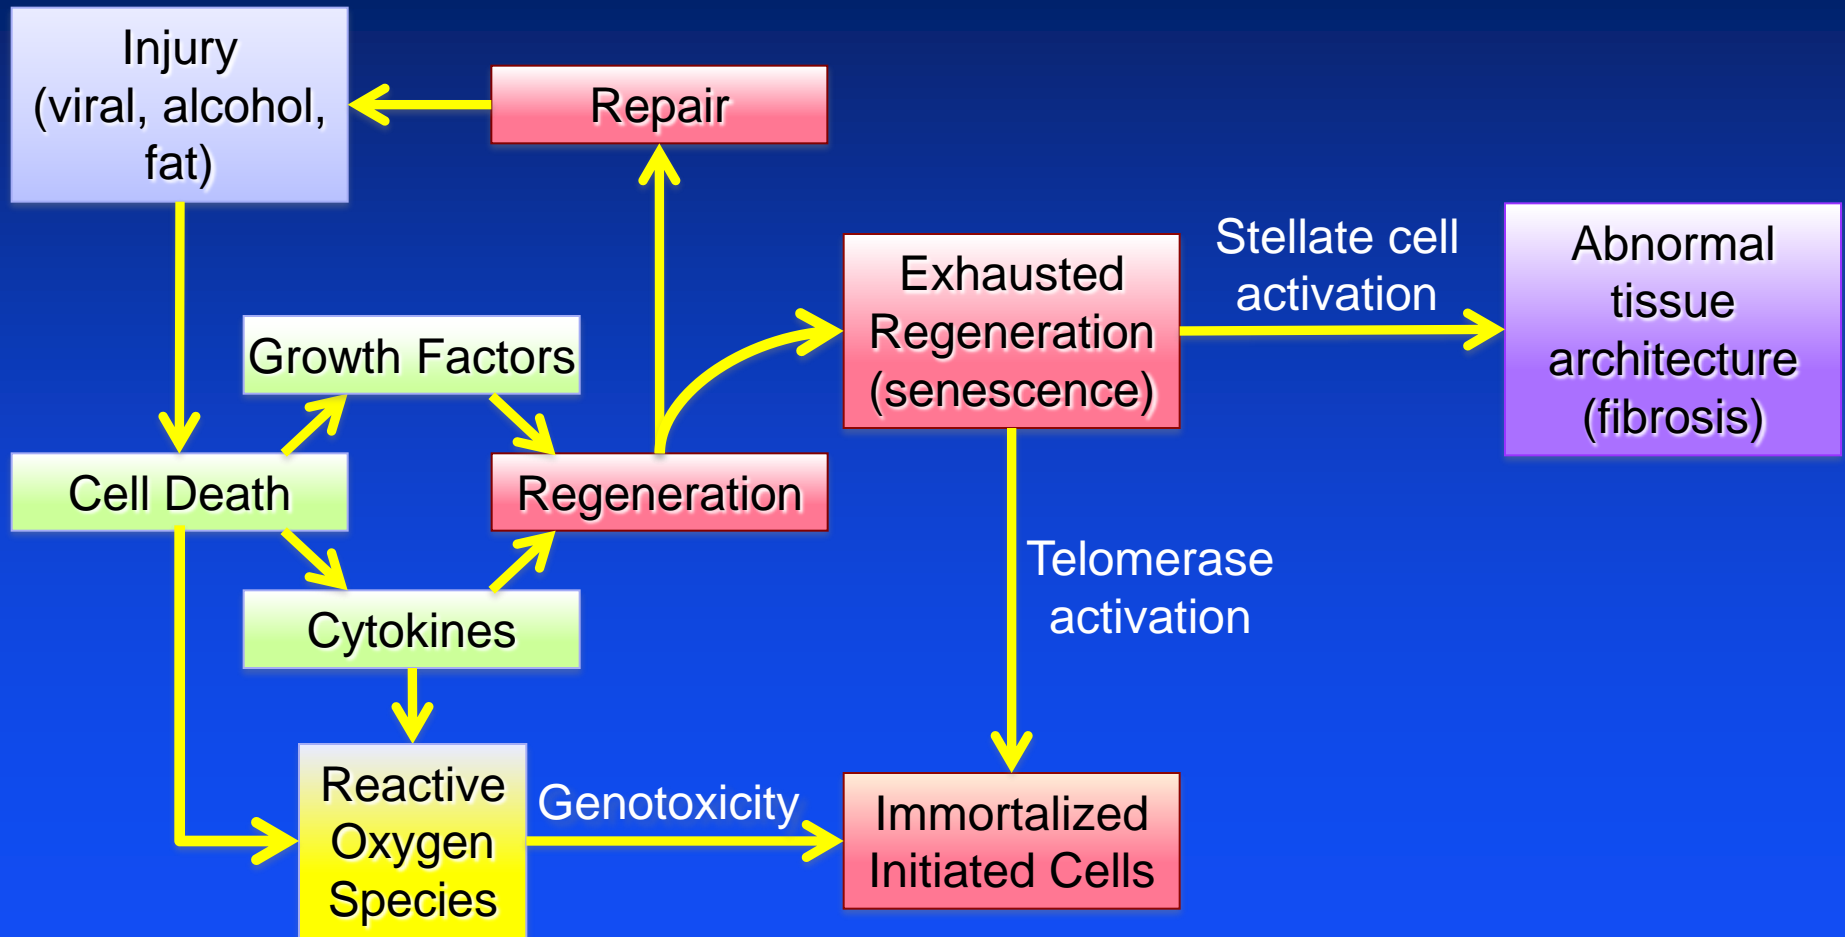 Injury
(viral, alcohol,
fat)
Repair
Stellate cell
activation
Abnormal
tissue
architecture
(fibrosis)
Exhausted
Regeneration
(senescence)
Growth Factors
Cell Death
Regeneration
Telomerase
activation
Cytokines
Reactive
Oxygen
Species
Genotoxicity
Immortalized
Initiated Cells